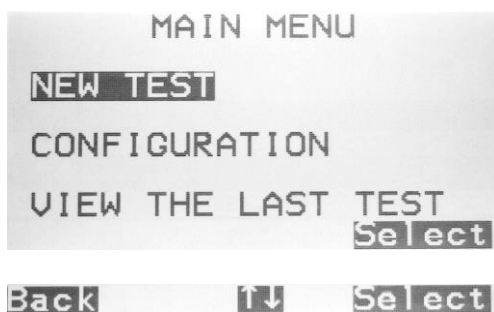 MAIN MENU
NEW TEST
CONFIGURATION
VIEW THE LAST TEST
Select
Back ↑↓ Select